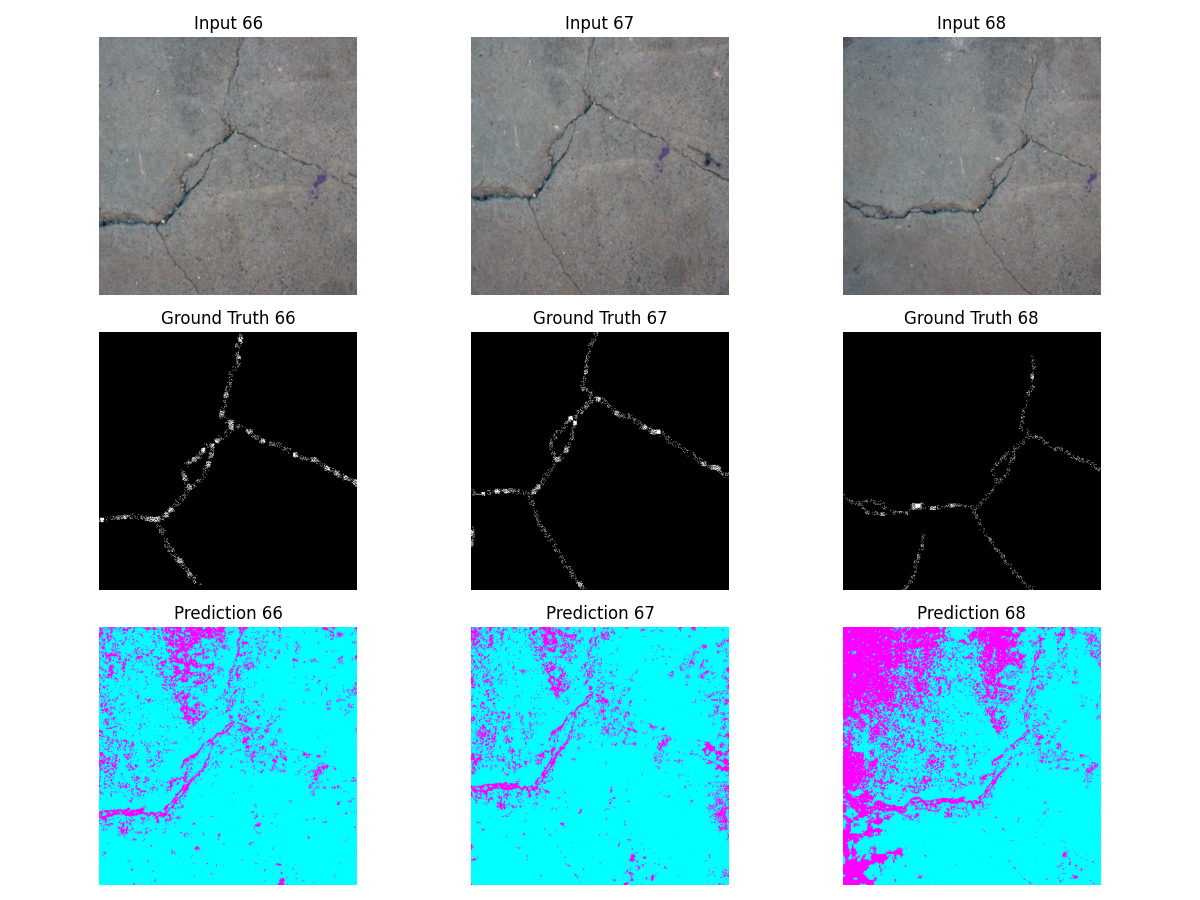 Input 66
Input 67
Input 68
Ground Truth 66
Ground Truth 67
Ground Truth 68
Prediction 66
Prediction 67
Prediction 68